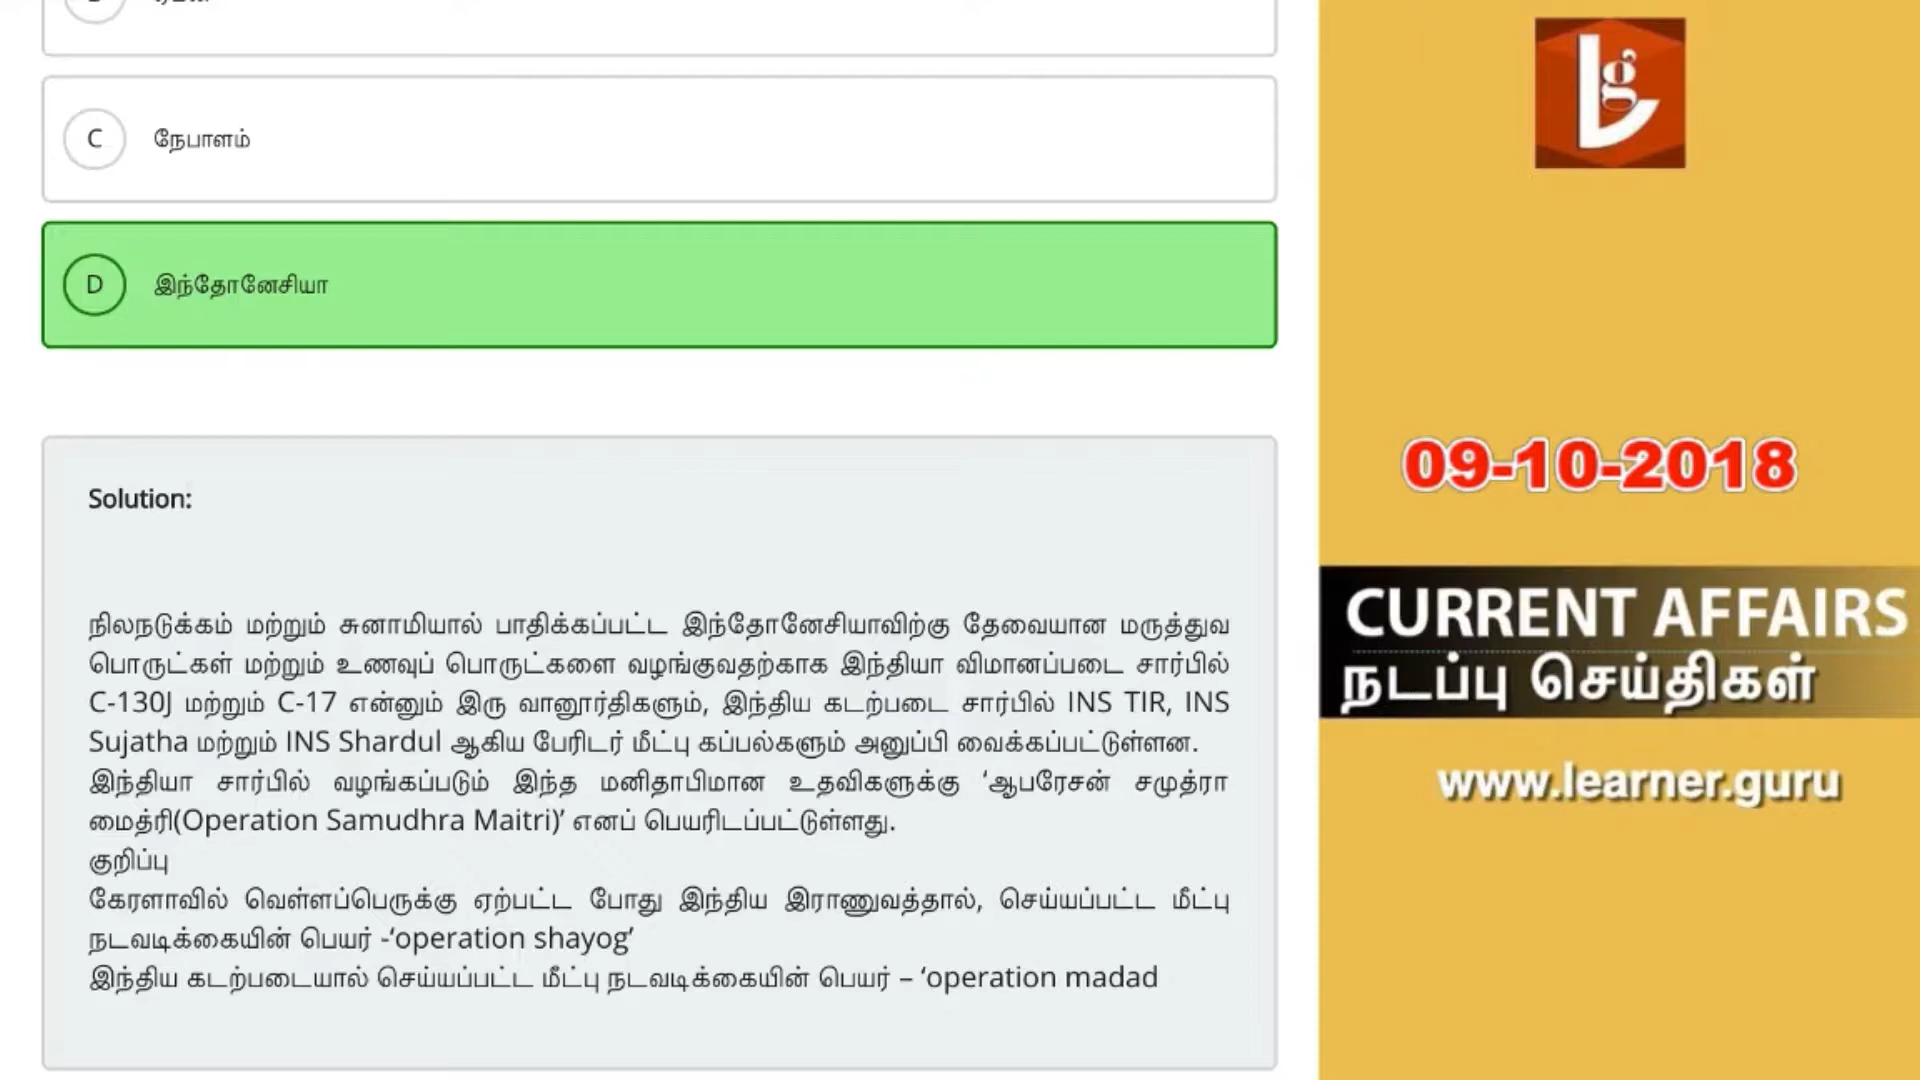 C நேபாளம்
D இந்தோனேசியா
Solution:
நிலநடுக்கம் மற்றும் சுனாமியால் பாதிக்கப்பட்ட இந்தோனேசியாவிற்கு தேவையான மருத்துவ
பொருட்கள் மற்றும் உணவுப் பொருட்களை வழங்குவதற்காக இந்தியா விமானப்படை சார்பில்
C-130J மற்றும் C-17 என்னும் இரு வானூர்திகளும், இந்திய கடற்படை சார்பில் INS TIR, INS
Sujatha மற்றும் INS Shardul ஆகிய பேரிடர் மீட்பு கப்பல்களும் அனுப்பி வைக்கப்பட்டுள்ளன.
இந்தியா சார்பில் வழங்கப்படும் இந்த மனிதாபிமான உதவிகளுக்கு ‘ஆபரேசன் சமுத்ரா
மைத்ரி(Operation Samudhra Maitri)’ எனப் பெயரிடப்பட்டுள்ளது.
குறிப்பு
கேரளாவில் வெள்ளப்பெருக்கு ஏற்பட்ட போது இந்திய இராணுவத்தால், செய்யப்பட்ட மீட்பு
நடவடிக்கையின் பெயர் -‘operation shayog’
இந்திய கடற்படையால் செய்யப்பட்ட மீட்பு நடவடிக்கையின் பெயர் – ‘operation madad
Lg
09-10-2018
CURRENT AFFAIRS
நடப்பு செய்திகள்
www.learner.guru